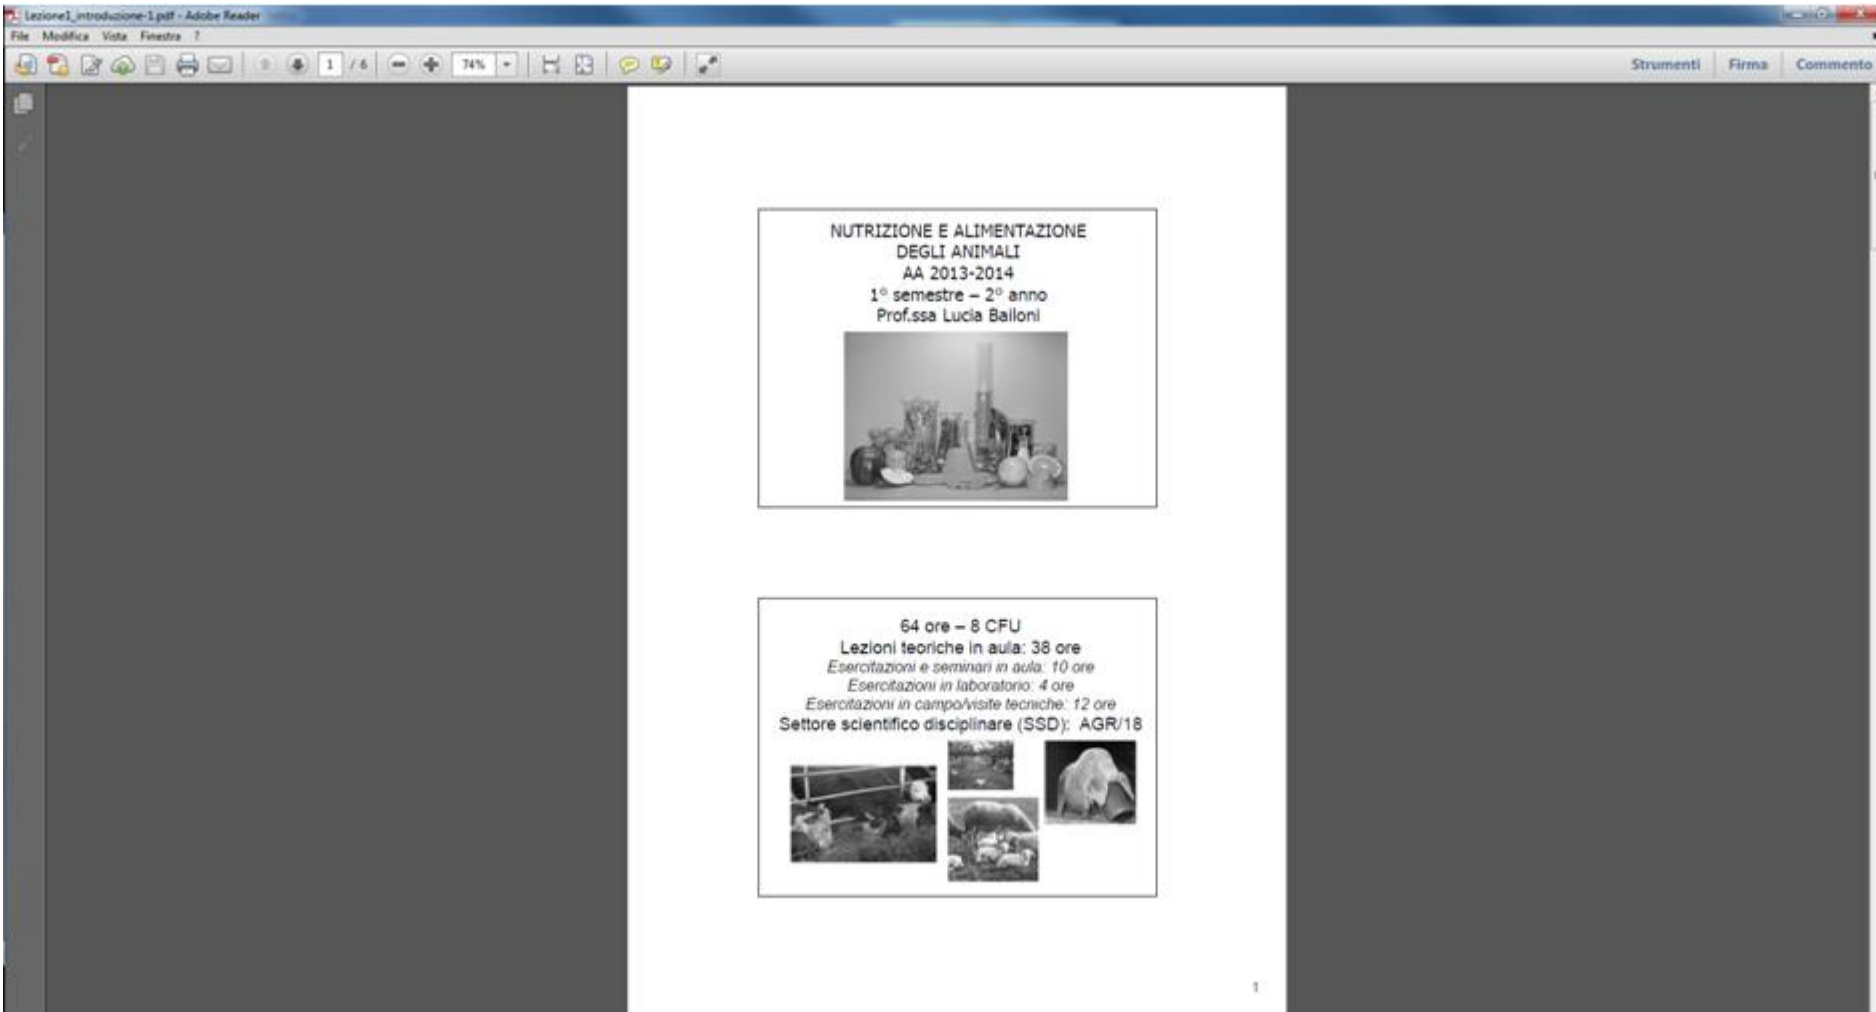 Lezione1_introduzione-1.pdf - Adobe Reader
File Modifica Vista Finestra ?
1 / 6 74% Strumenti Firma Commento
NUTRIZIONE E ALIMENTAZIONE
DEGLI ANIMALI
AA 2013-2014
1° semestre – 2° anno
Prof.ssa Lucia Bailoni
64 ore – 8 CFU
Lezioni teoriche in aula: 38 ore
Esercitazioni e seminari in aula: 10 ore
Esercitazioni in laboratorio: 4 ore
Esercitazioni in campo/visite tecniche: 12 ore
Settore scientifico disciplinare (SSD): AGR/18
1